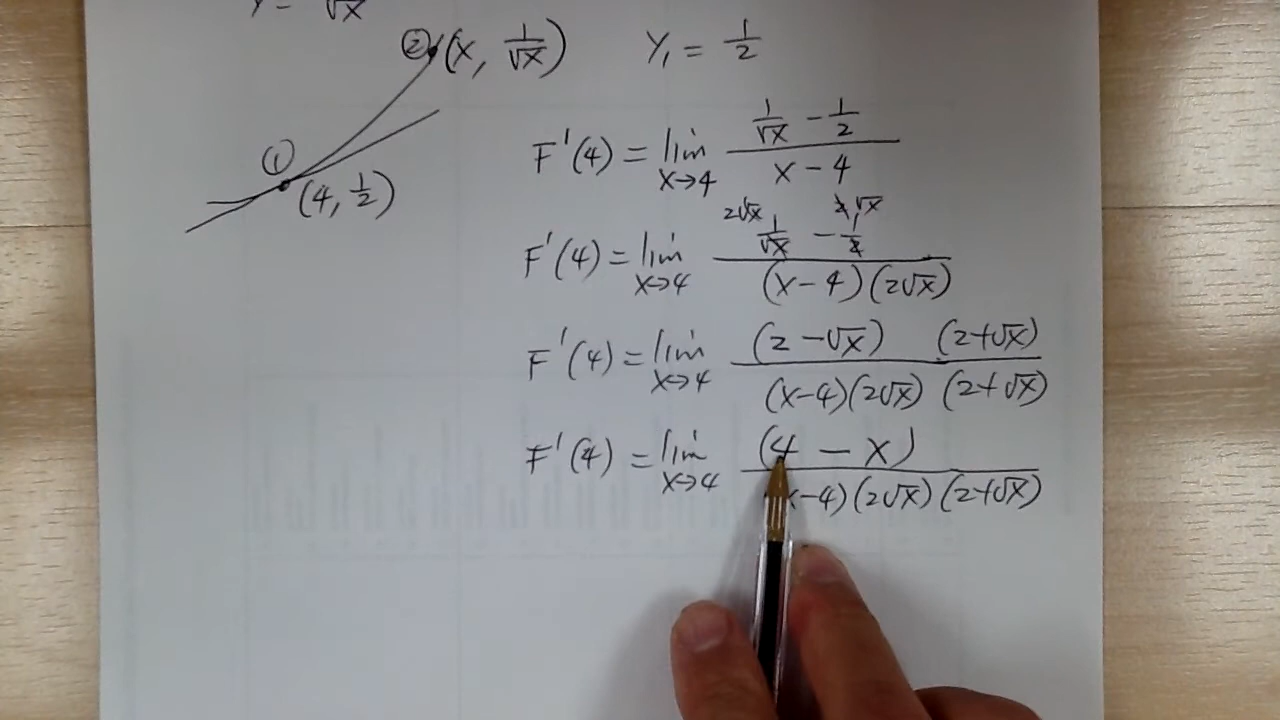 Y = 1/√x
② (x, 1/√x)
Y₁ = 1/2
① (4, 1/2)
F'(4) = lim x→4 (1/√x − 1/2) / (x − 4)
F'(4) = lim x→4 (2√x 1/√x − 1/2 2√x) / ((x − 4)(2√x))
F'(4) = lim x→4 (2 − √x) (2+√x) / ((x−4)(2√x) (2+√x))
F'(4) = lim x→4 (4 − x) / (x−4)(2√x)(2+√x)